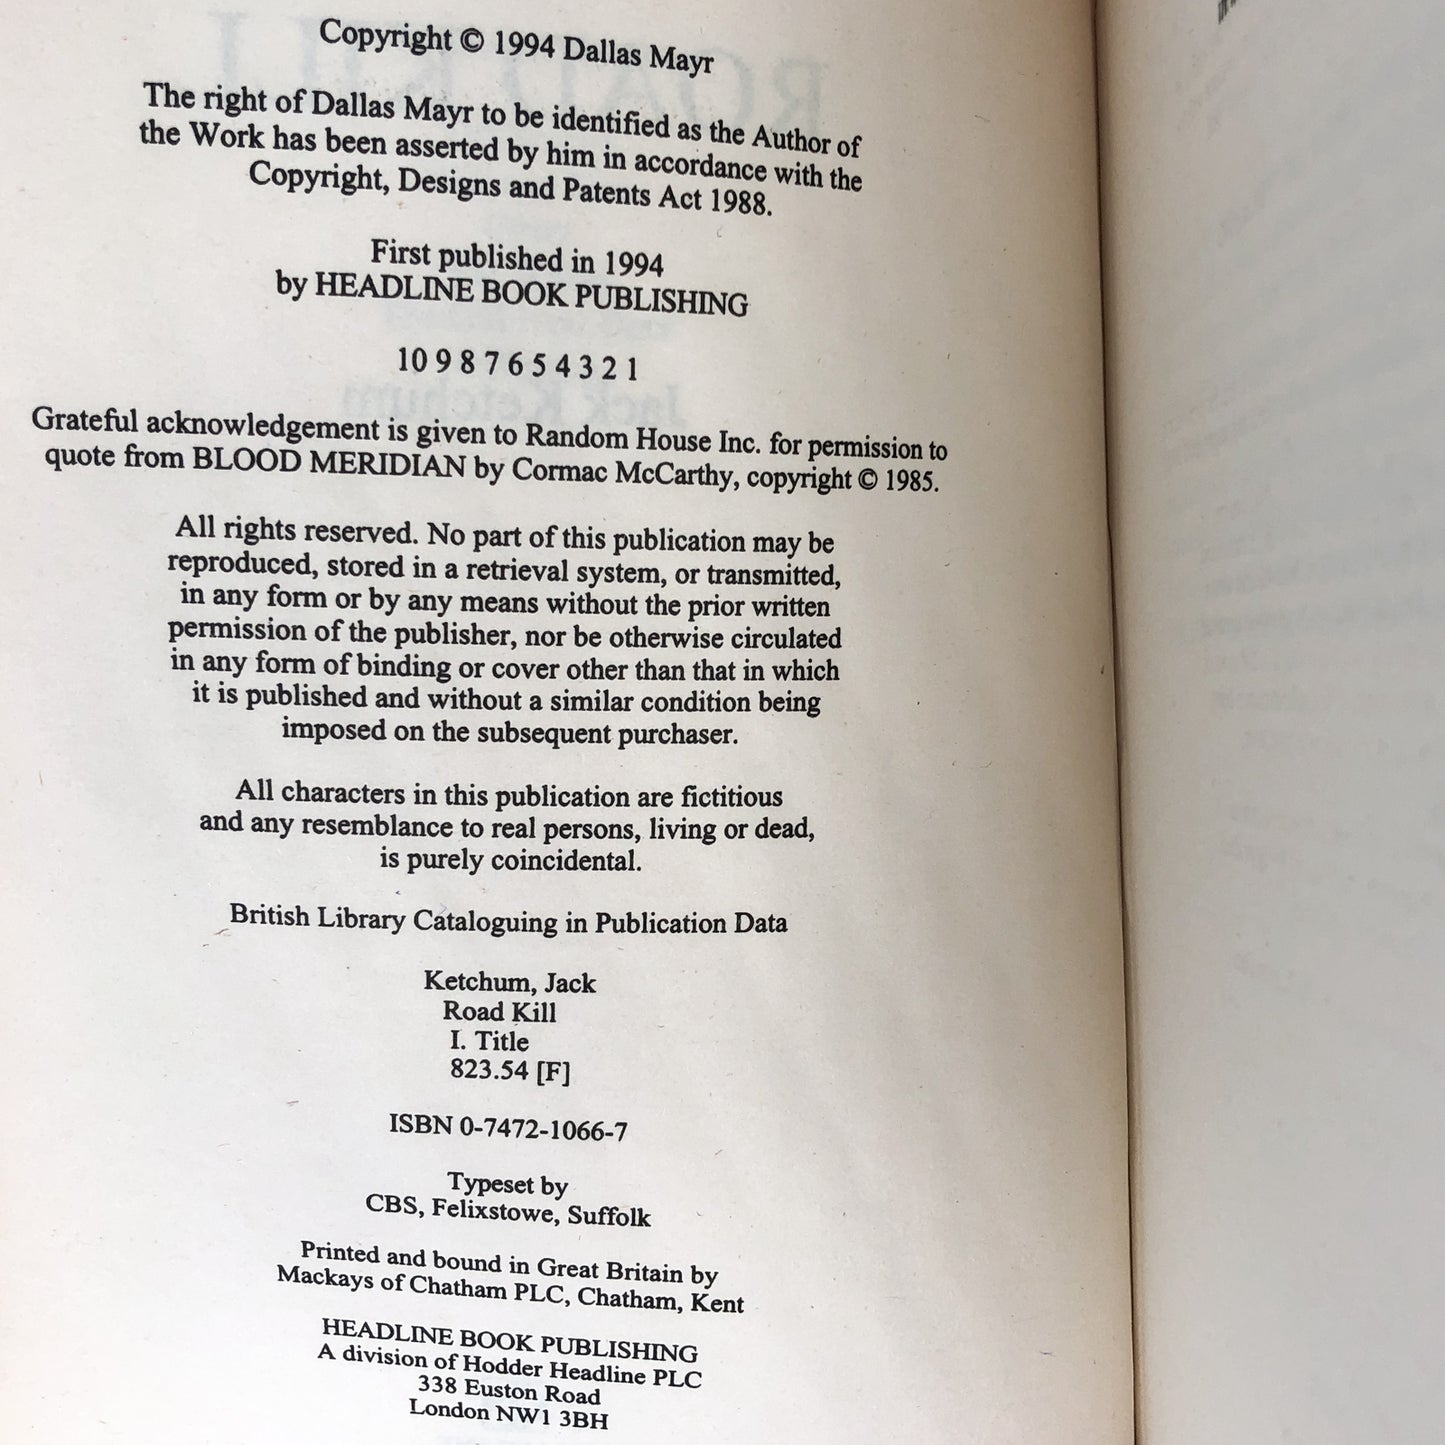 Copyright © 1994 Dallas Mayr
The right of Dallas Mayr to be identified as the Author of
the Work has been asserted by him in accordance with the
Copyright, Designs and Patents Act 1988.
First published in 1994
by HEADLINE BOOK PUBLISHING
10 9 8 7 6 5 4 3 2 1
Grateful acknowledgement is given to Random House Inc. for permission to
quote from BLOOD MERIDIAN by Cormac McCarthy, copyright © 1985.
All rights reserved. No part of this publication may be
reproduced, stored in a retrieval system, or transmitted,
in any form or by any means without the prior written
permission of the publisher, nor be otherwise circulated
in any form of binding or cover other than that in which
it is published and without a similar condition being
imposed on the subsequent purchaser.
All characters in this publication are fictitious
and any resemblance to real persons, living or dead,
is purely coincidental.
British Library Cataloguing in Publication Data
Ketchum, Jack
Road Kill
I. Title
823.54 [F]
ISBN 0-7472-1066-7
Typeset by
CBS, Felixstowe, Suffolk
Printed and bound in Great Britain by
Mackays of Chatham PLC, Chatham, Kent
HEADLINE BOOK PUBLISHING
A division of Hodder Headline PLC
338 Euston Road
London NW1 3BH